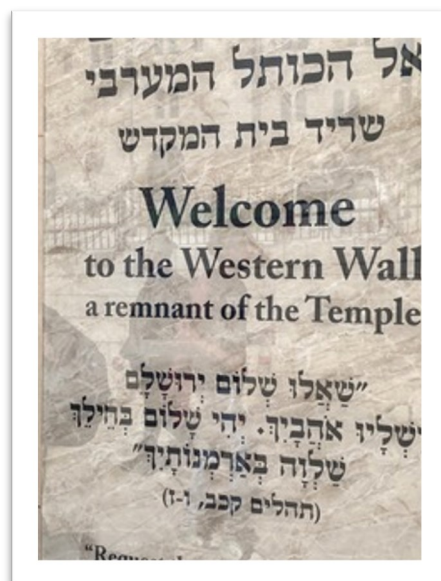 אל הכותל המערבי
שריד בית המקדש
Welcome
to the Western Wall
a remnant of the Temple
"שַׁאֲלוּ שְׁלוֹם יְרוּשָׁלִָם
יִשְׁלָיוּ אֹהֲבָיִךְ. יְהִי שָׁלוֹם בְּחֵילֵךְ
שַׁלְוָה בְּאַרְמְנוֹתָיִךְ"
(תהלים קכב, ו-ז)